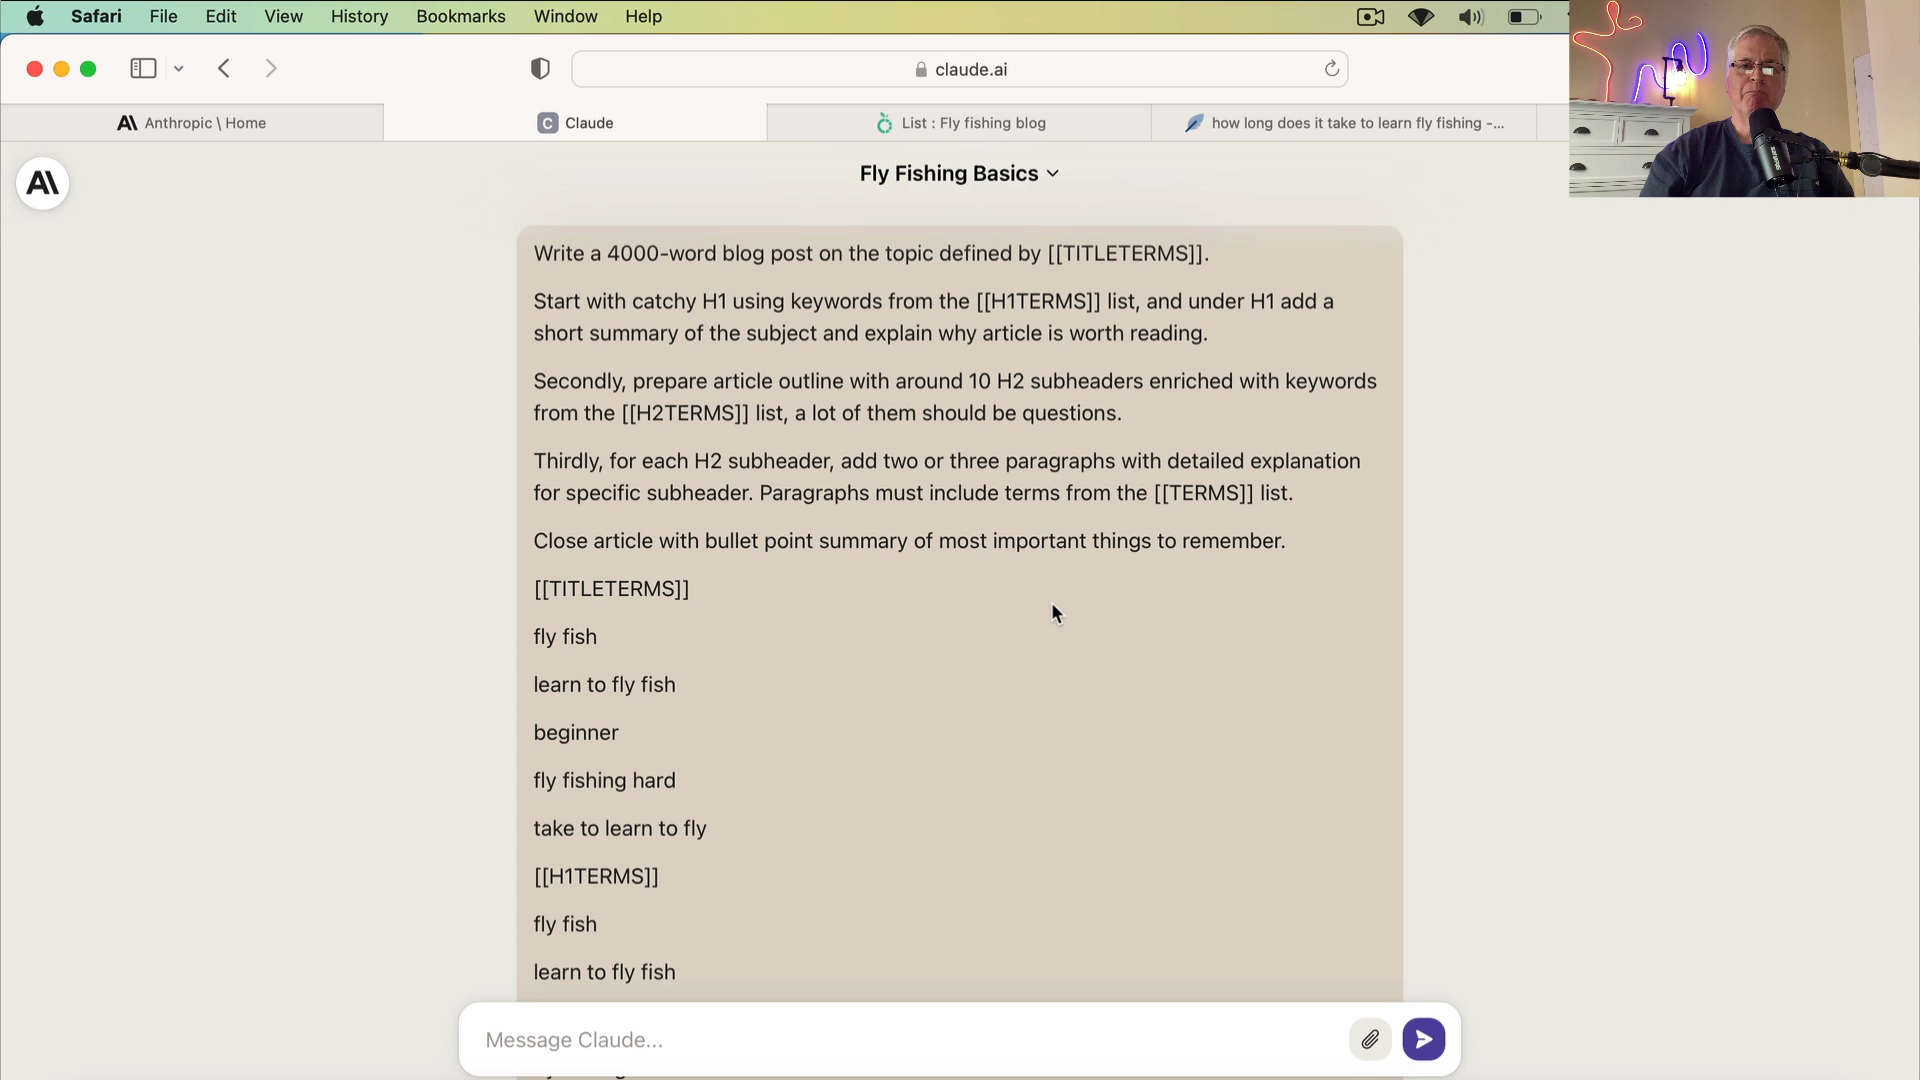 Safari File Edit View History Bookmarks Window Help
claude.ai
Anthropic \ Home
C Claude
List : Fly fishing blog
how long does it take to learn fly fishing -...
Fly Fishing Basics
Write a 4000-word blog post on the topic defined by [[TITLETERMS]].
Start with catchy H1 using keywords from the [[H1TERMS]] list, and under H1 add a
short summary of the subject and explain why article is worth reading.
Secondly, prepare article outline with around 10 H2 subheaders enriched with keywords
from the [[H2TERMS]] list, a lot of them should be questions.
Thirdly, for each H2 subheader, add two or three paragraphs with detailed explanation
for specific subheader. Paragraphs must include terms from the [[TERMS]] list.
Close article with bullet point summary of most important things to remember.
[[TITLETERMS]]
fly fish
learn to fly fish
beginner
fly fishing hard
take to learn to fly
[[H1TERMS]]
fly fish
learn to fly fish
Message Claude...